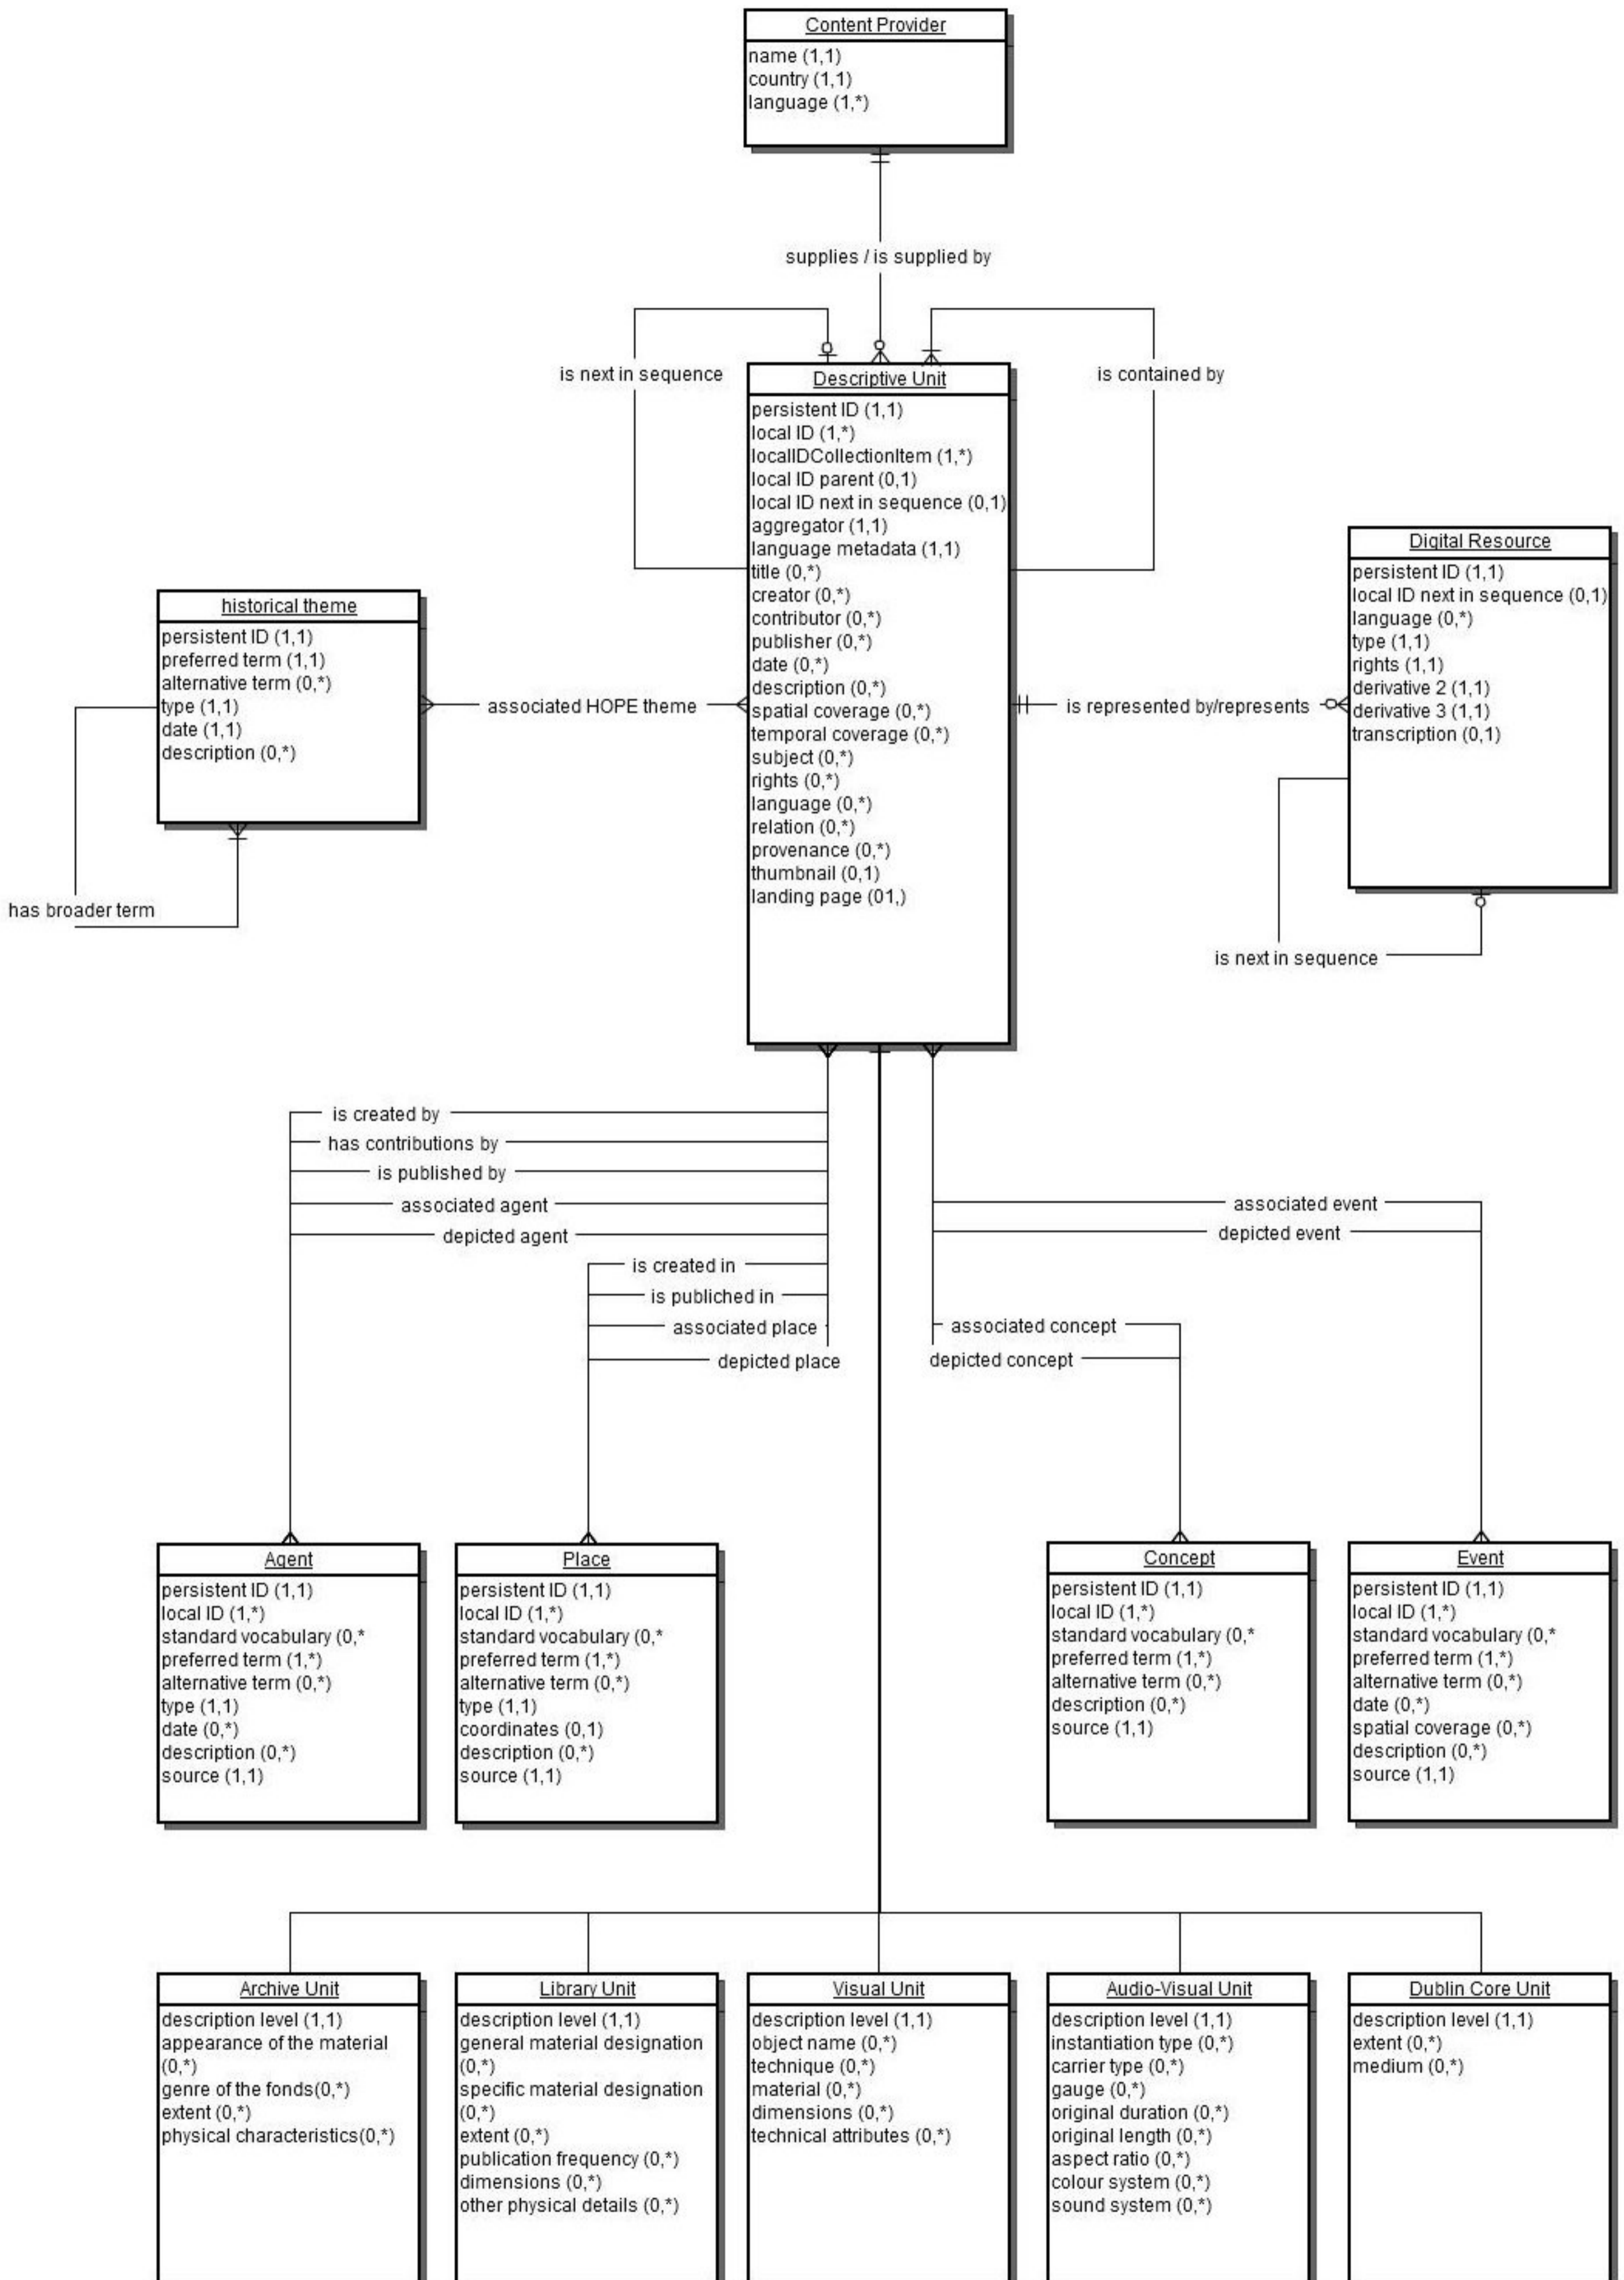 Content Provider
name (1,1)
country (1,1)
language (1,*)
supplies / is supplied by
is next in sequence
is contained by
Descriptive Unit
persistent ID (1,1)
local ID (1,*)
localIDCollectionItem (1,*)
local ID parent (0,1)
local ID next in sequence (0,1)
aggregator (1,1)
language metadata (1,1)
title (0,*)
creator (0,*)
contributor (0,*)
publisher (0,*)
date (0,*)
description (0,*)
spatial coverage (0,*)
temporal coverage (0,*)
subject (0,*)
rights (0,*)
language (0,*)
relation (0,*)
provenance (0,*)
thumbnail (0,1)
landing page (01,)
historical theme
persistent ID (1,1)
preferred term (1,1)
alternative term (0,*)
type (1,1)
date (1,1)
description (0,*)
has broader term
associated HOPE theme
is represented by/represents
Digital Resource
persistent ID (1,1)
local ID next in sequence (0,1)
language (0,*)
type (1,1)
rights (1,1)
derivative 2 (1,1)
derivative 3 (1,1)
transcription (0,1)
is next in sequence
is created by
has contributions by
is published by
associated agent
depicted agent
is created in
is publiched in
associated place
depicted place
associated event
depicted event
associated concept
depicted concept
Agent
persistent ID (1,1)
local ID (1,*)
standard vocabulary (0,*
preferred term (1,*)
alternative term (0,*)
type (1,1)
date (0,*)
description (0,*)
source (1,1)
Place
persistent ID (1,1)
local ID (1,*)
standard vocabulary (0,*
preferred term (1,*)
alternative term (0,*)
type (1,1)
coordinates (0,1)
description (0,*)
source (1,1)
Concept
persistent ID (1,1)
local ID (1,*)
standard vocabulary (0,*
preferred term (1,*)
alternative term (0,*)
description (0,*)
source (1,1)
Event
persistent ID (1,1)
local ID (1,*)
standard vocabulary (0,*
preferred term (1,*)
alternative term (0,*)
date (0,*)
spatial coverage (0,*)
description (0,*)
source (1,1)
Archive Unit
description level (1,1)
appearance of the material
(0,*)
genre of the fonds(0,*)
extent (0,*)
physical characteristics(0,*)
Library Unit
description level (1,1)
general material designation
(0,*)
specific material designation
(0,*)
extent (0,*)
publication frequency (0,*)
dimensions (0,*)
other physical details (0,*)
Visual Unit
description level (1,1)
object name (0,*)
technique (0,*)
material (0,*)
dimensions (0,*)
technical attributes (0,*)
Audio-Visual Unit
description level (1,1)
instantiation type (0,*)
carrier type (0,*)
gauge (0,*)
original duration (0,*)
original length (0,*)
aspect ratio (0,*)
colour system (0,*)
sound system (0,*)
Dublin Core Unit
description level (1,1)
extent (0,*)
medium (0,*)